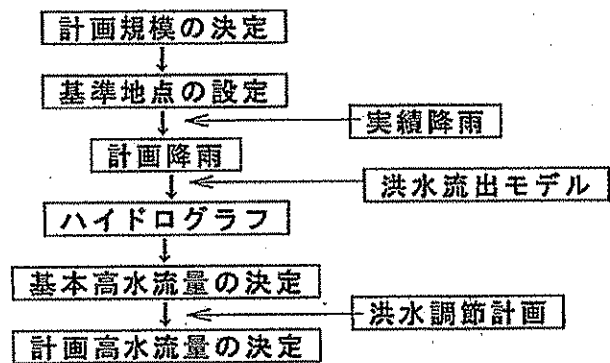 計画規模の決定
基準地点の設定
実績降雨
計画降雨
洪水流出モデル
ハイドログラフ
基本高水流量の決定
洪水調節計画
計画高水流量の決定